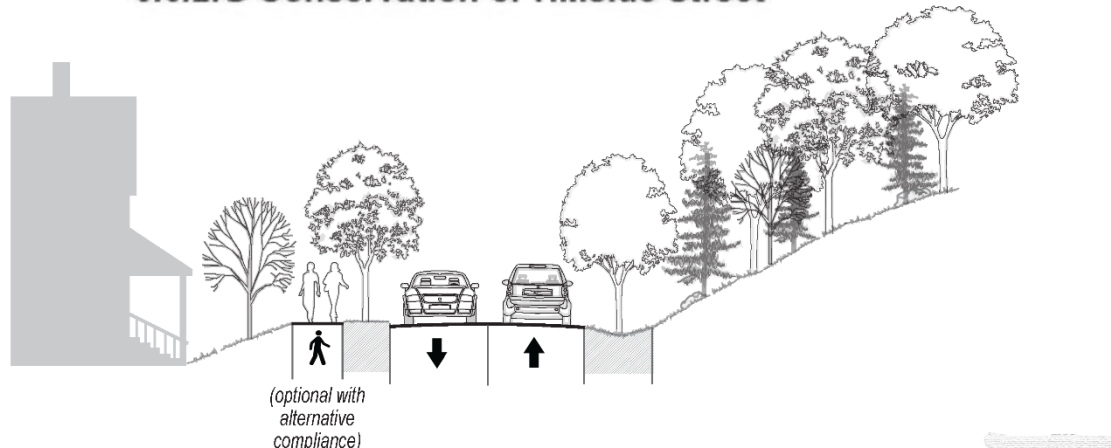 Conservation of Hillside Street
(optional with
alternative
compliance)